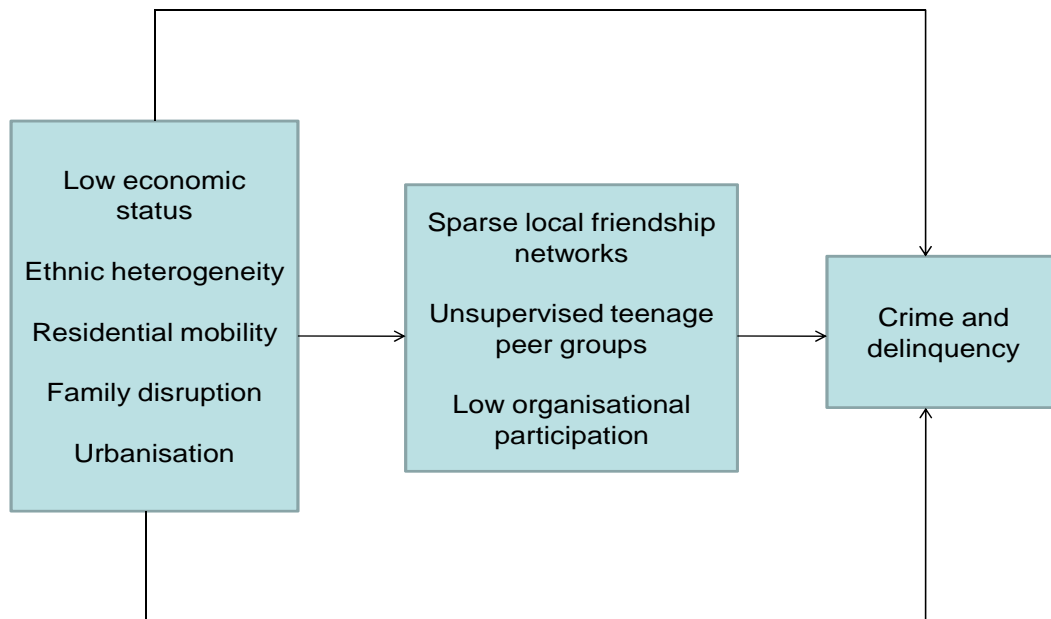 Low economic
status
Ethnic heterogeneity
Residential mobility
Family disruption
Urbanisation
Sparse local friendship
networks
Unsupervised teenage
peer groups
Low organisational
participation
Crime and
delinquency